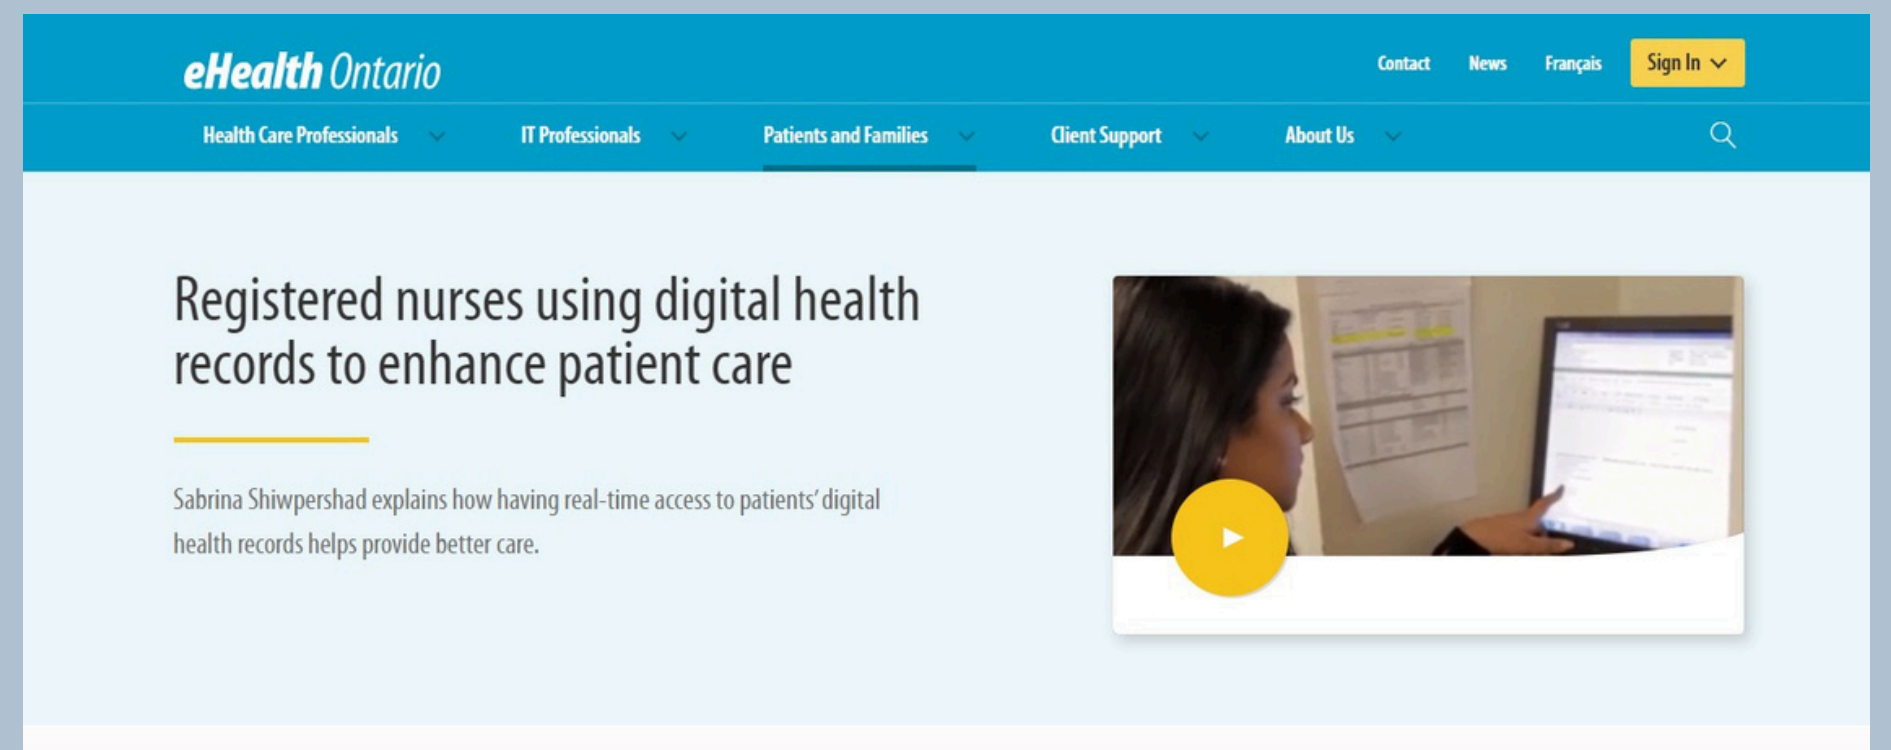 eHealth Ontario
Contact News Français Sign In
Health Care Professionals IT Professionals Patients and Families Client Support About Us
Registered nurses using digital health
records to enhance patient care
Sabrina Shiwpershad explains how having real-time access to patients’ digital
health records helps provide better care.